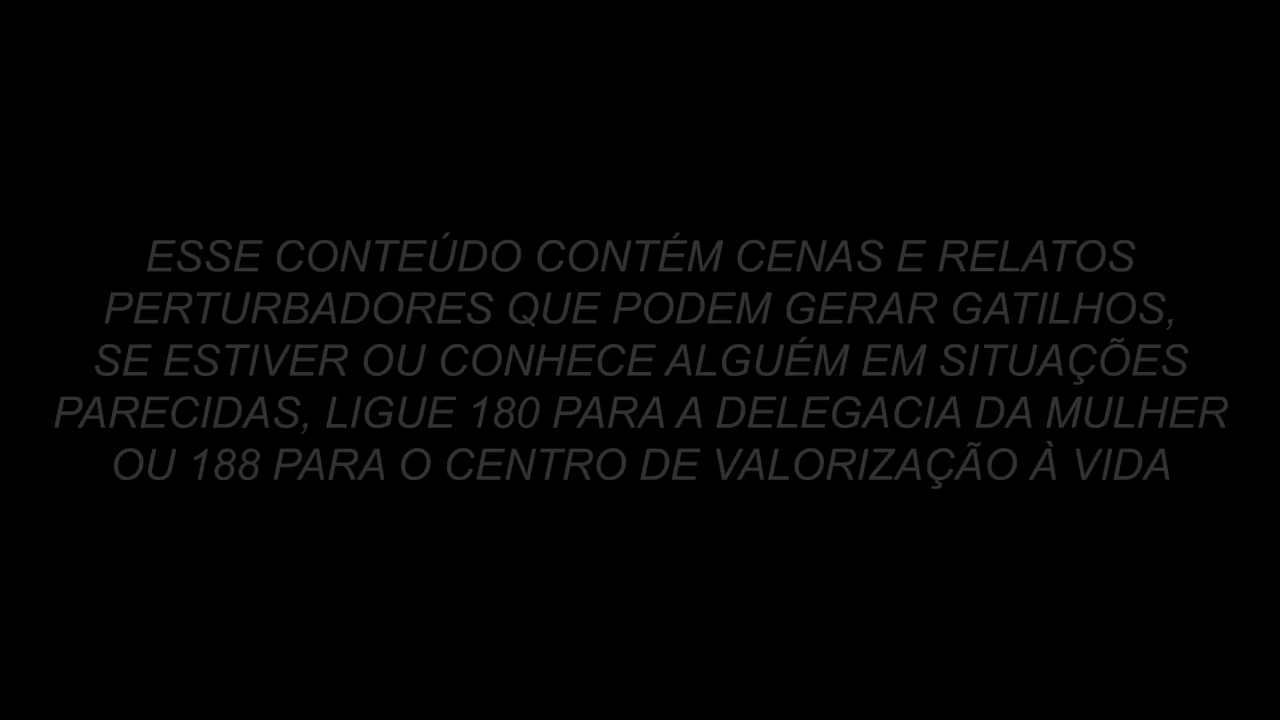 ESSE CONTEÚDO CONTÉM CENAS E RELATOS
PERTURBADORES QUE PODEM GERAR GATILHOS,
SE ESTIVER OU CONHECE ALGUÉM EM SITUAÇÕES
PARECIDAS, LIGUE 180 PARA A DELEGACIA DA MULHER
OU 188 PARA O CENTRO DE VALORIZAÇÃO À VIDA